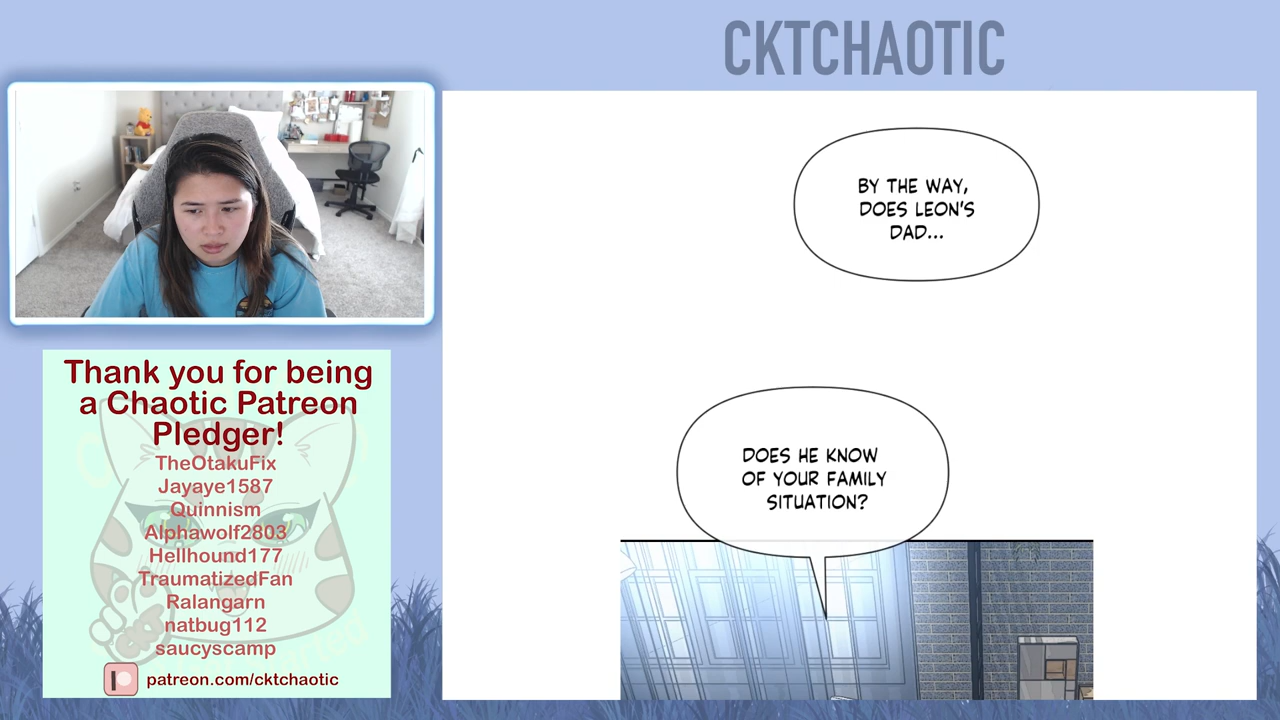 CKTCHAOTIC
BY THE WAY,
DOES LEON'S
DAD...
DOES HE KNOW
OF YOUR FAMILY
SITUATION?
Thank you for being
a Chaotic Patreon
Pledger!
TheOtakuFix
Jayaye1587
Quinnism
Alphawolf2803
Hellhound177
TraumatizedFan
Ralangarn
natbug112
saucyscamp
patreon.com/cktchaotic